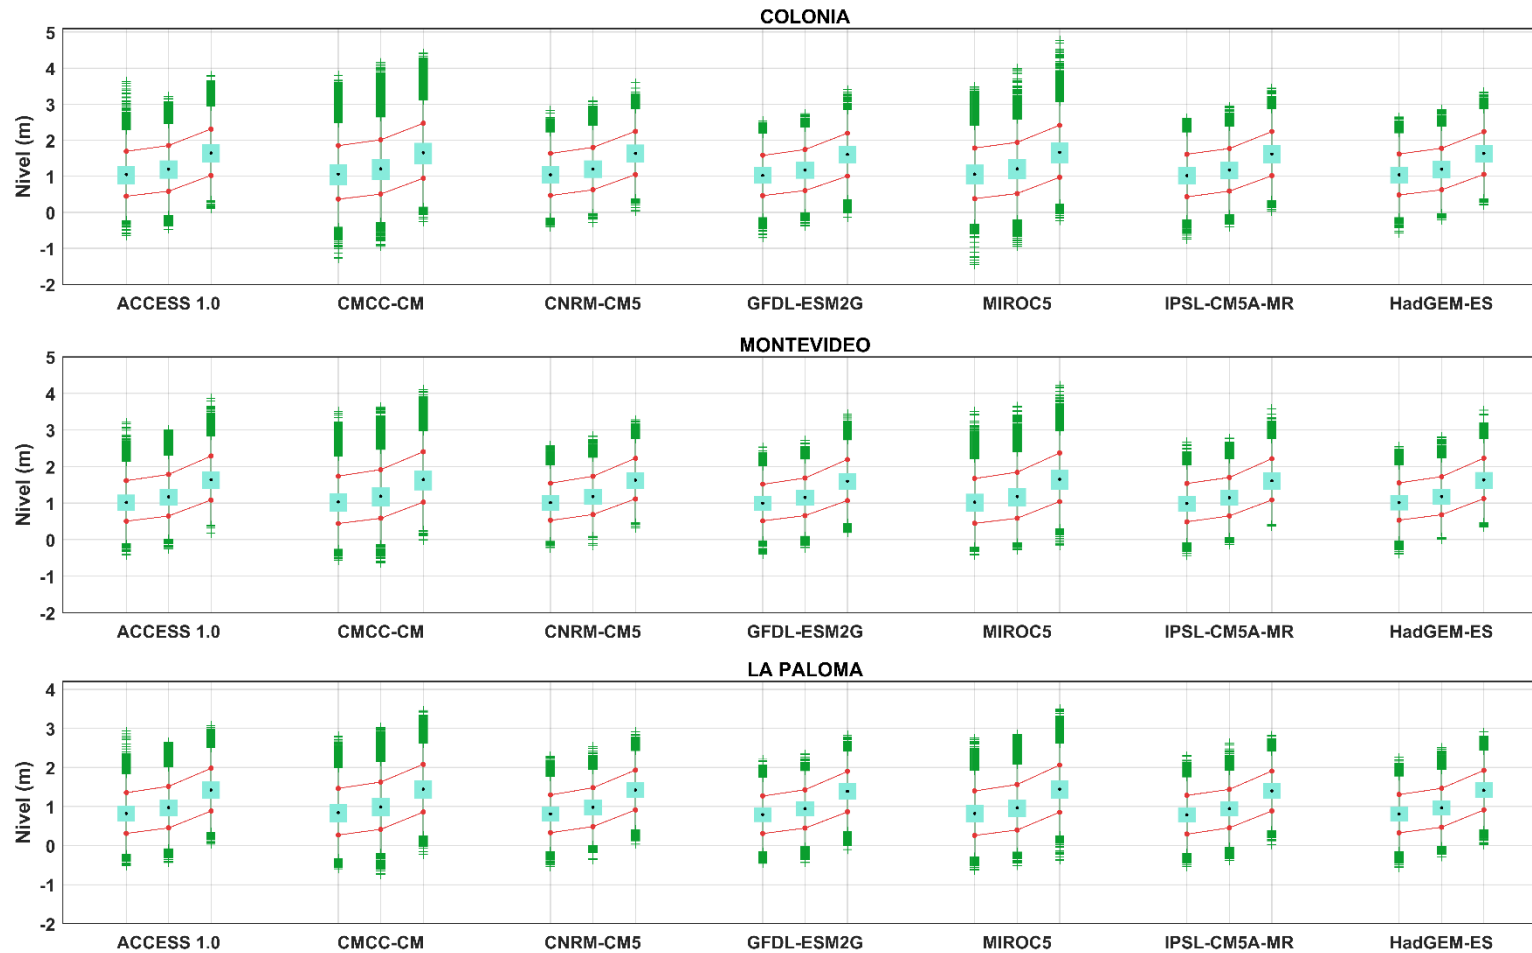 COLONIA
Nivel (m)
5
4
3
2
1
0
-1
-2
ACCESS 1.0 CMCC-CM CNRM-CM5 GFDL-ESM2G MIROC5 IPSL-CM5A-MR HadGEM-ES
MONTEVIDEO
Nivel (m)
5
4
3
2
1
0
-1
-2
ACCESS 1.0 CMCC-CM CNRM-CM5 GFDL-ESM2G MIROC5 IPSL-CM5A-MR HadGEM-ES
LA PALOMA
Nivel (m)
4
3
2
1
0
-1
-2
ACCESS 1.0 CMCC-CM CNRM-CM5 GFDL-ESM2G MIROC5 IPSL-CM5A-MR HadGEM-ES